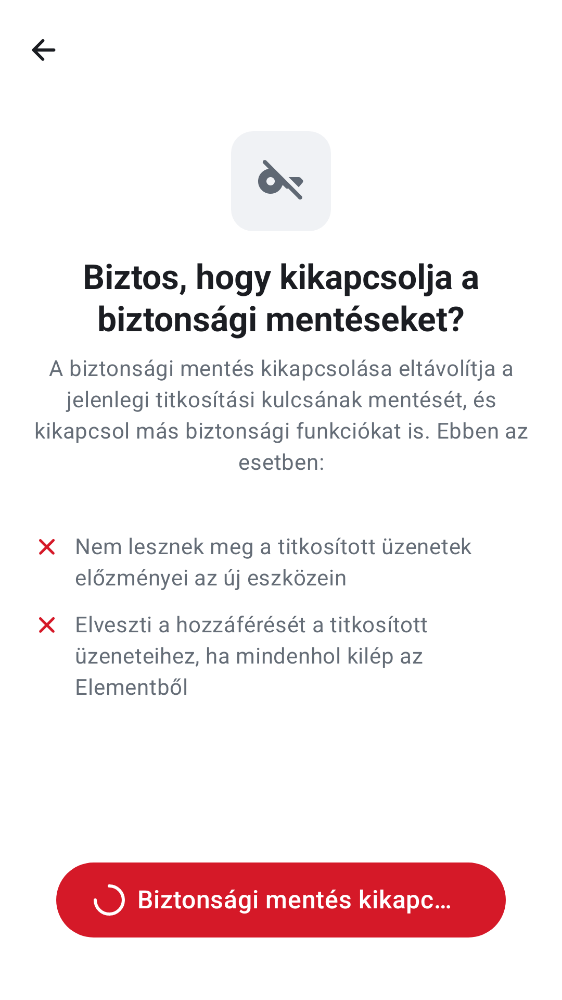 Biztos, hogy kikapcsolja a
biztonsági mentéseket?
A biztonsági mentés kikapcsolása eltávolítja a
jelenlegi titkosítási kulcsának mentését, és
kikapcsol más biztonsági funkciókat is. Ebben az
esetben:
Nem lesznek meg a titkosított üzenetek
előzményei az új eszközein
Elveszti a hozzáférését a titkosított
üzeneteihez, ha mindenhol kilép az
Elementből
Biztonsági mentés kikapc...